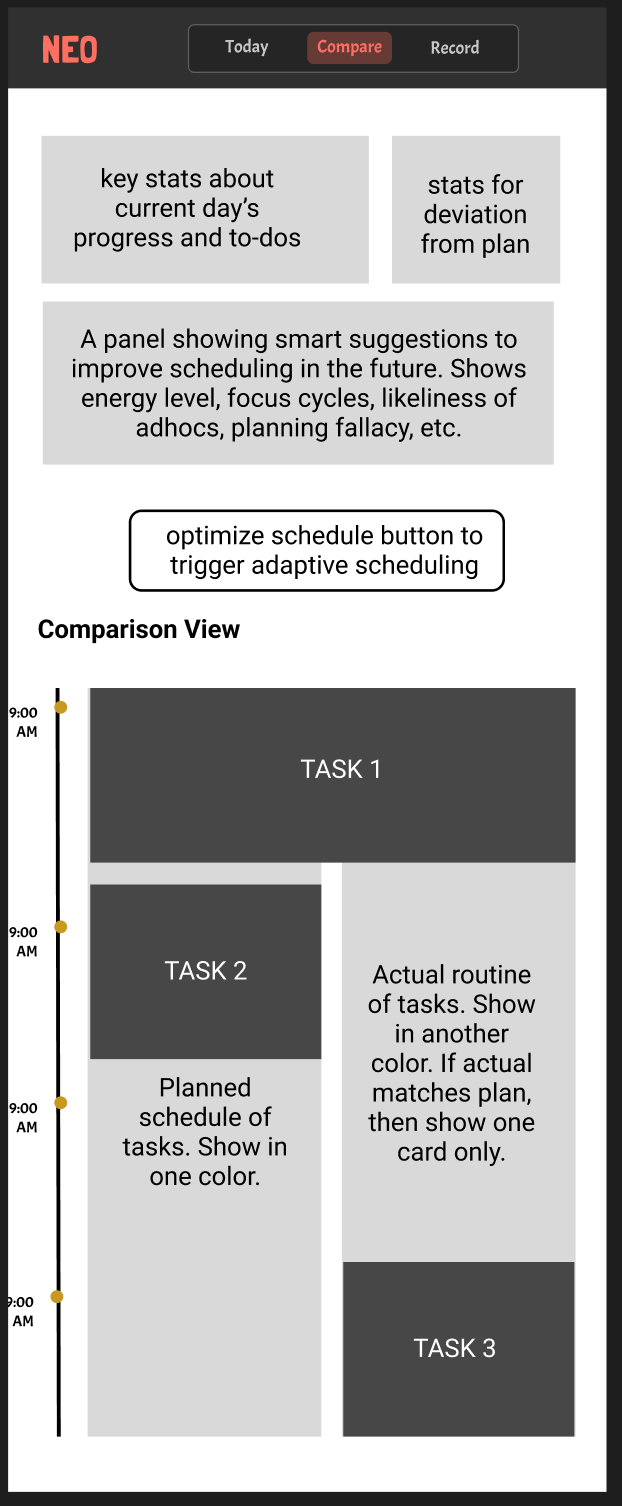 NEO
Today
Compare
Record
key stats about
current day's
progress and to-dos
stats for
deviation
from plan
A panel showing smart suggestions to
improve scheduling in the future. Shows
energy level, focus cycles, likeliness of
adhocs, planning fallacy, etc.
optimize schedule button to
trigger adaptive scheduling
Comparison View
9:00
AM
TASK 1
9:00
AM
TASK 2
Actual routine
of tasks. Show
in another
color. If actual
matches plan,
then show one
card only.
9:00
AM
Planned
schedule of
tasks. Show in
one color.
9:00
AM
TASK 3